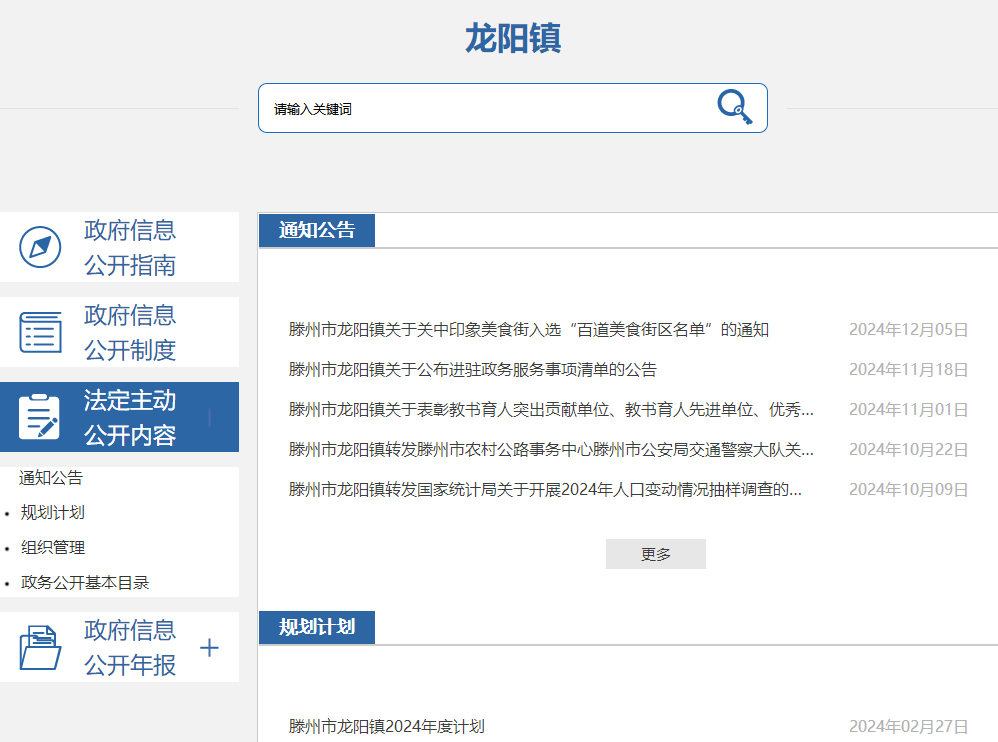 龙阳镇
请输入关键词
政府信息
公开指南
政府信息
公开制度
法定主动
公开内容
通知公告
规划计划
组织管理
政务公开基本目录
政府信息
公开年报
通知公告
滕州市龙阳镇关于关中印象美食街入选“百道美食街区名单”的通知 2024年12月05日
滕州市龙阳镇关于公布进驻政务服务事项清单的公告 2024年11月18日
滕州市龙阳镇关于表彰教书育人突出贡献单位、教书育人先进单位、优秀... 2024年11月01日
滕州市龙阳镇转发滕州市农村公路事务中心滕州市公安局交通警察大队关... 2024年10月22日
滕州市龙阳镇转发国家统计局关于开展2024年人口变动情况抽样调查的... 2024年10月09日
更多
规划计划
滕州市龙阳镇2024年度计划 2024年02月27日